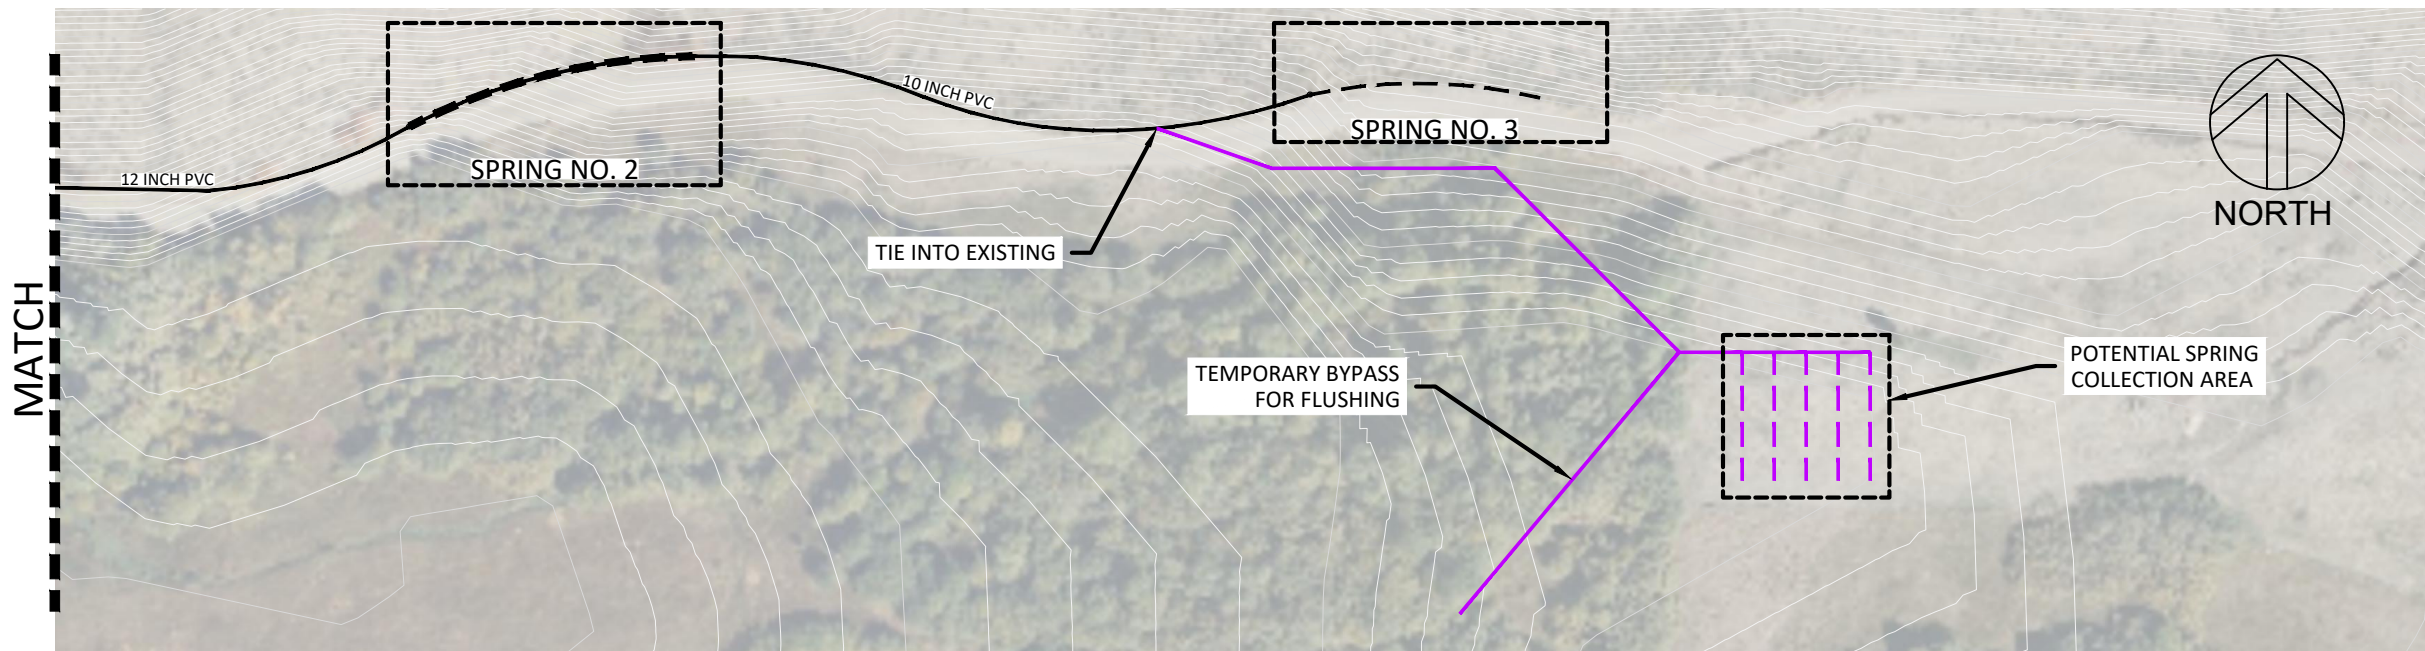 10 INCH PVC
SPRING NO. 3
SPRING NO. 2
12 INCH PVC
NORTH
TIE INTO EXISTING
MATCH
TEMPORARY BYPASS
FOR FLUSHING
POTENTIAL SPRING
COLLECTION AREA